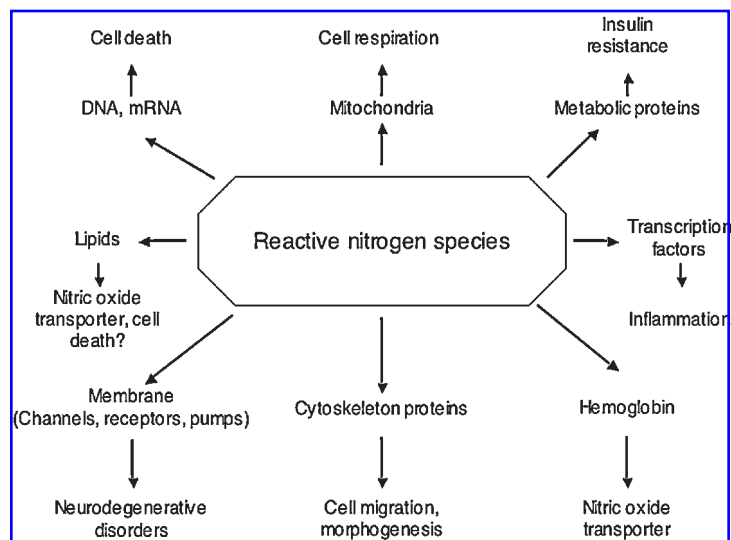 Cell death
Cell respiration
Insulin
resistance
DNA, mRNA
Mitochondria
Metabolic proteins
Lipids
Reactive nitrogen species
Transcription
factors
Nitric oxide
transporter, cell
death?
Inflammation
Membrane
(Channels, receptors, pumps)
Cytoskeleton proteins
Hemoglobin
Neurodegenerative
disorders
Cell migration,
morphogenesis
Nitric oxide
transporter